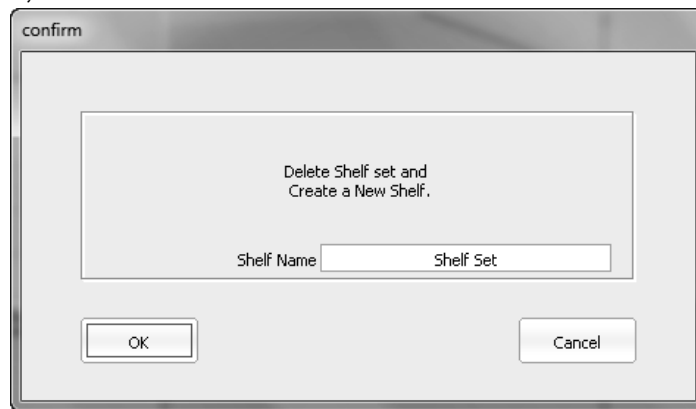 confirm
Delete Shelf set and
Create a New Shelf.
Shelf Name Shelf Set
OK Cancel